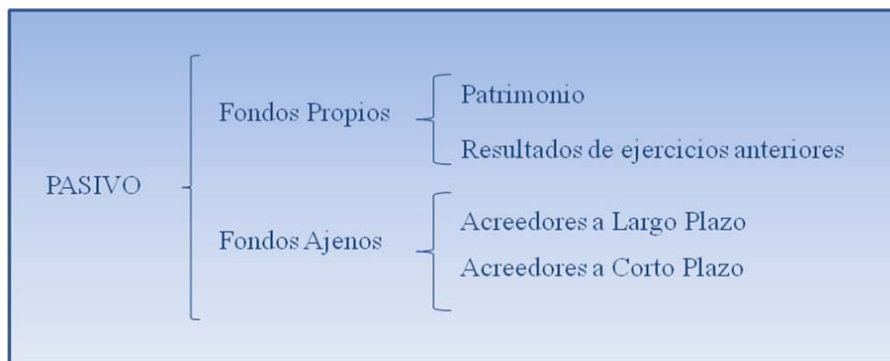 PASIVO
Fondos Propios
Patrimonio
Resultados de ejercicios anteriores
Fondos Ajenos
Acreedores a Largo Plazo
Acreedores a Corto Plazo